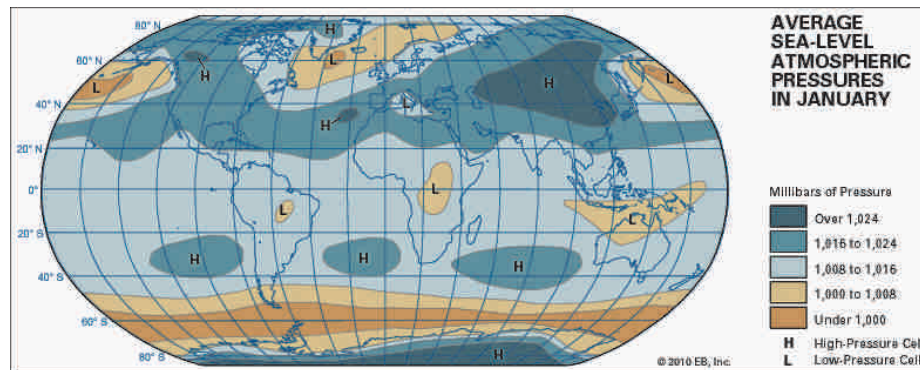 AVERAGE
SEA-LEVEL
ATMOSPHERIC
PRESSURES
IN JANUARY
80° N
60° N
40° N
20° N
0°
20° S
40° S
60° S
80° S
H
H
L
H
L
L
H
L
H
L
L
L
H
H
H
H
Millibars of Pressure
Over 1,024
1,016 to 1,024
1,008 to 1,016
1,000 to 1,008
Under 1,000
H High-Pressure Cell
L Low-Pressure Cell
© 2010 EB, Inc.